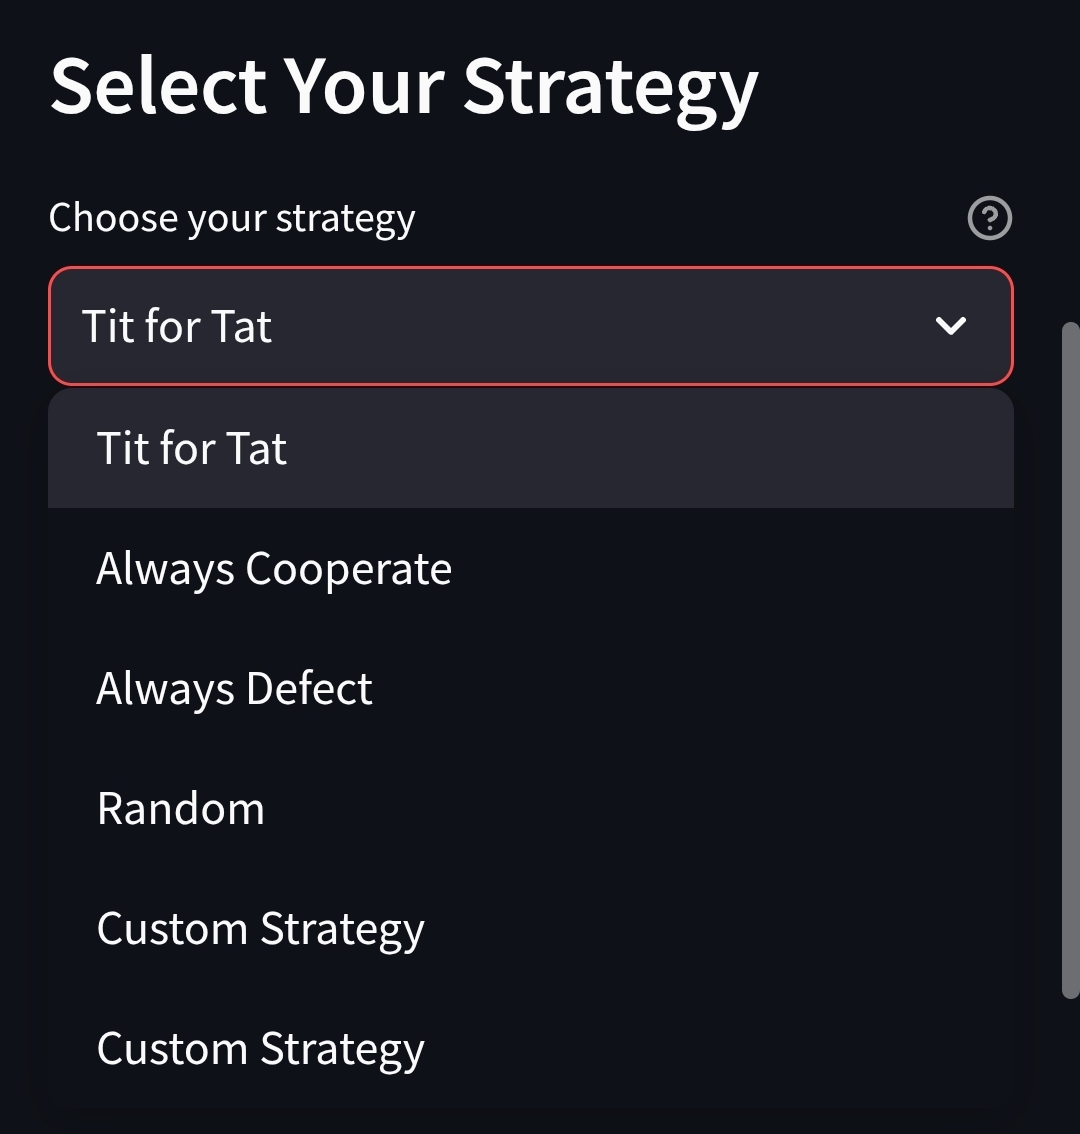 Select Your Strategy
Choose your strategy
Tit for Tat
Tit for Tat
Always Cooperate
Always Defect
Random
Custom Strategy
Custom Strategy